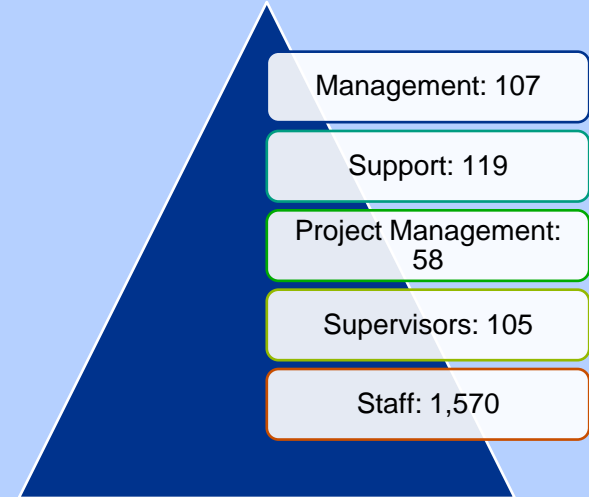 Management: 107
Support: 119
Project Management:
58
Supervisors: 105
Staff: 1,570